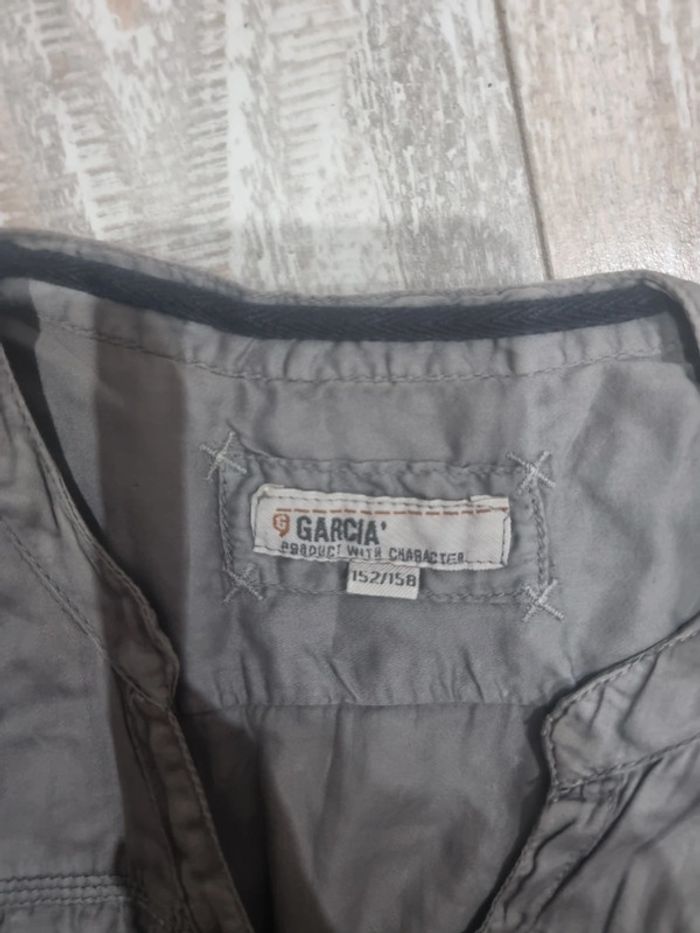 G GARCIA'
PRODUCT WITH CHARACTER
152/158